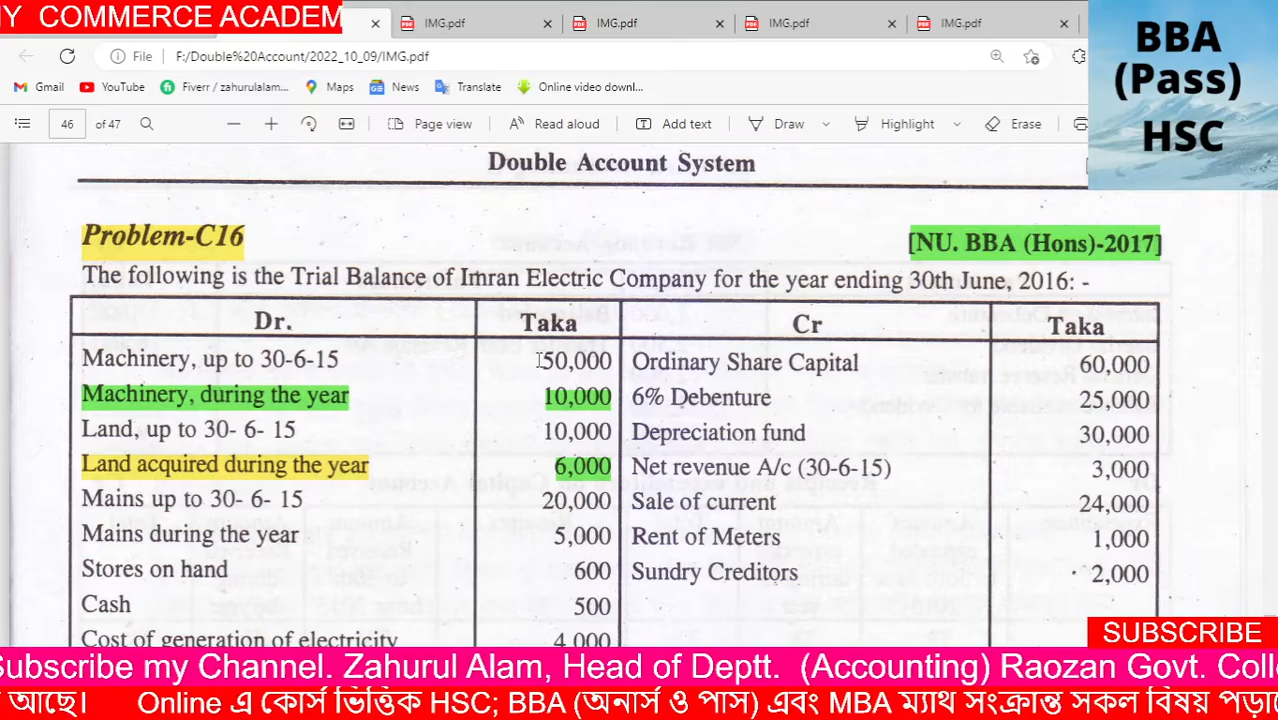 MY COMMERCE ACADEM
IMG.pdf
IMG.pdf
IMG.pdf
IMG.pdf
File F:/Double%20Account/2022_10_09/IMG.pdf
Gmail YouTube Fiverr / zahurulalam... Maps News Translate Online video downl...
46 of 47 Page view Read aloud Add text Draw Highlight Erase
BBA
(Pass)
HSC
Double Account System
Problem-C16 [NU. BBA (Hons)-2017]
The following is the Trial Balance of Imran Electric Company for the year ending 30th June, 2016: -
Dr. Taka Cr Taka
Machinery, up to 30-6-15 50,000 Ordinary Share Capital 60,000
Machinery, during the year 10,000 6% Debenture 25,000
Land, up to 30- 6- 15 10,000 Depreciation fund 30,000
Land acquired during the year 6,000 Net revenue A/c (30-6-15) 3,000
Mains up to 30- 6- 15 20,000 Sale of current 24,000
Mains during the year 5,000 Rent of Meters 1,000
Stores on hand 600 Sundry Creditors 2,000
Cash 500
Cost of generation of electricity 4,000
SUBSCRIBE
Subscribe my Channel. Zahurul Alam, Head of Deptt. (Accounting) Raozan Govt. Colle
আছে। Online এ কোর্স ভিত্তিক HSC; BBA (অনার্স ও পাস) এবং MBA ম্যাথ সংক্রান্ত সকল বিষয় পড়া